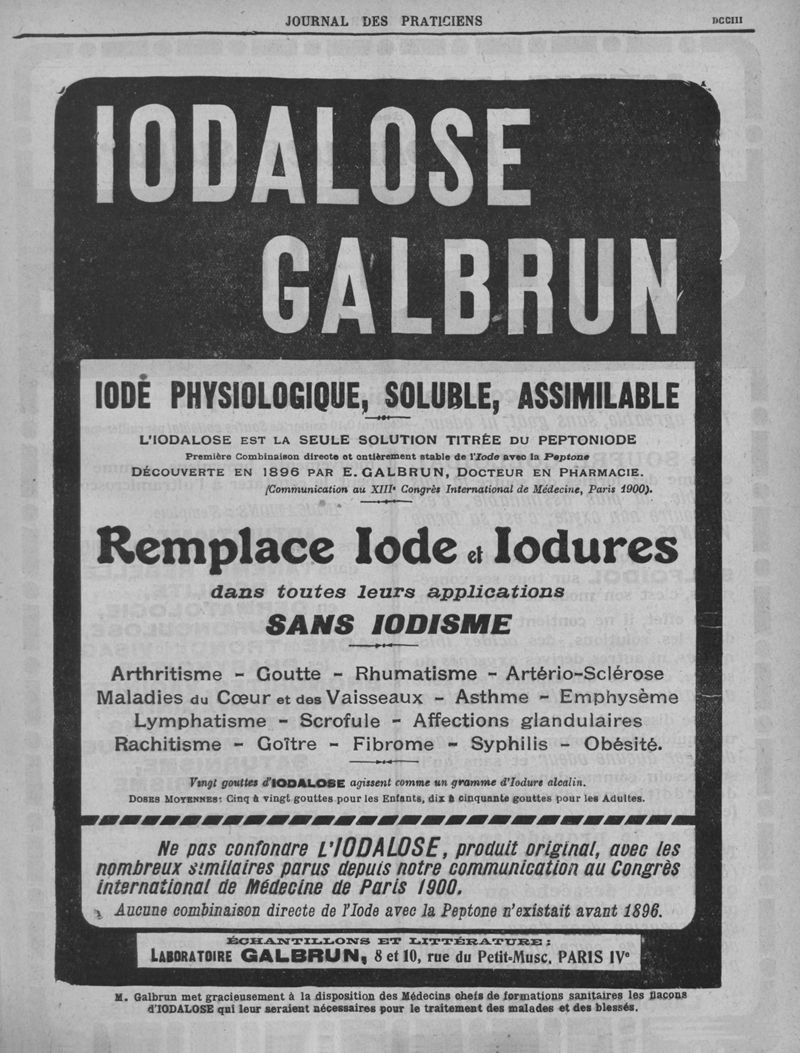 JOURNAL DES PRATICIENS
DCCIII
IODALOSE
GALBRUN
IODE PHYSIOLOGIQUE, SOLUBLE, ASSIMILABLE
L'IODALOSE EST LA SEULE SOLUTION TITRÉE DU PEPTONIODE
Première Combinaison directe et entièrement stable de l'Iode avec la Peptone
DÉCOUVERTE EN 1896 PAR E. GALBRUN, DOCTEUR EN PHARMACIE.
(Communication au XIIIe Congrès International de Médecine, Paris 1900).
Remplace Iode et Iodures
dans toutes leurs applications
SANS IODISME
Arthritisme - Goutte - Rhumatisme - Artério-Sclérose
Maladies du Cœur et des Vaisseaux - Asthme - Emphysème
Lymphatisme - Scrofule - Affections glandulaires
Rachitisme - Goître - Fibrome - Syphilis - Obésité.
Vingt gouttes d'IODALOSE agissent comme un gramme d'Iodure alcalin.
DOSES MOYENNES: Cinq à vingt gouttes pour les Enfants, dix à cinquante gouttes pour les Adultes.
Ne pas confondre L'IODALOSE, produit original, avec les
nombreux similaires parus depuis notre communication au Congrès
International de Médecine de Paris 1900.
Aucune combinaison directe de l'Iode avec la Peptone n'existait avant 1896.
ÉCHANTILLONS ET LITTÉRATURE:
LABORATOIRE GALBRUN, 8 et 10, rue du Petit-Musc, PARIS IVe
M. Galbrun met gracieusement à la disposition des Médecins chefs de formations sanitaires les flacons
d'IODALOSE qui leur seraient nécessaires pour le traitement des malades et des blessés.